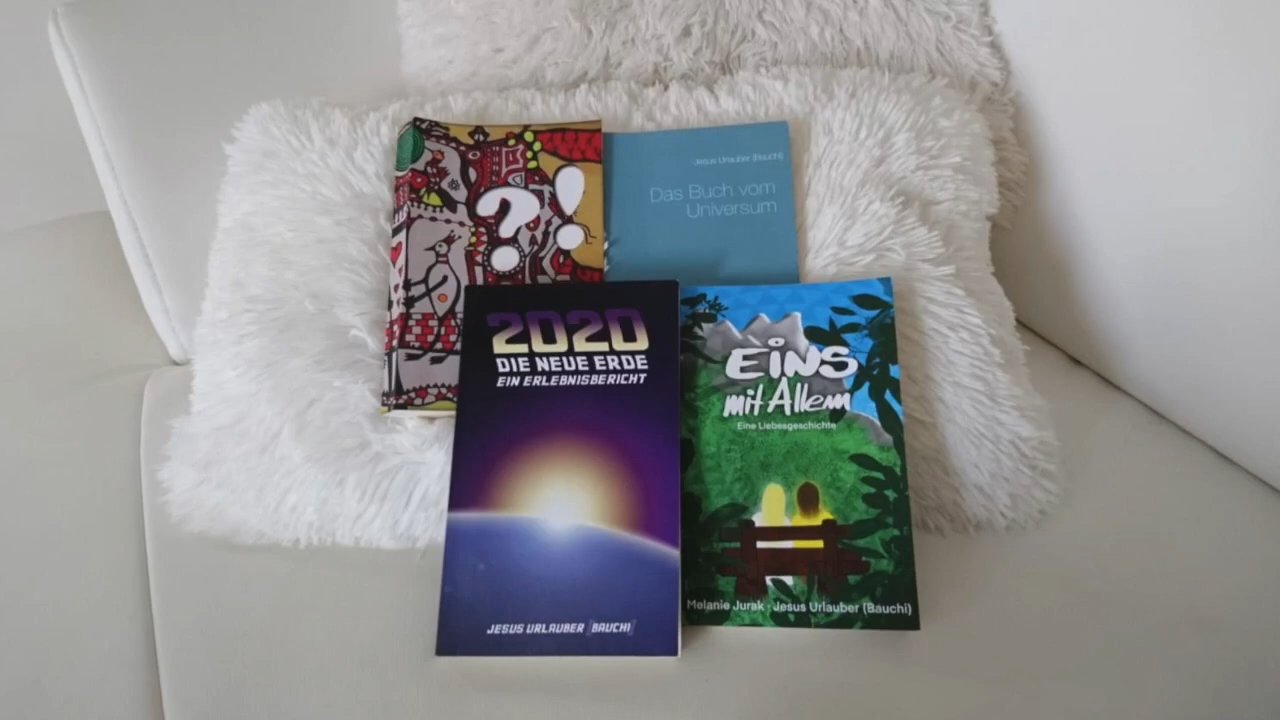 ?!
Jesus Urlauber (Bauchi)
Das Buch vom
Universum
2020
DIE NEUE ERDE
EIN ERLEBNISBERICHT
JESUS URLAUBER [BAUCHI]
EiNS
mit Allem
Eine Liebesgeschichte
Melanie Jurak · Jesus Urlauber (Bauchi)